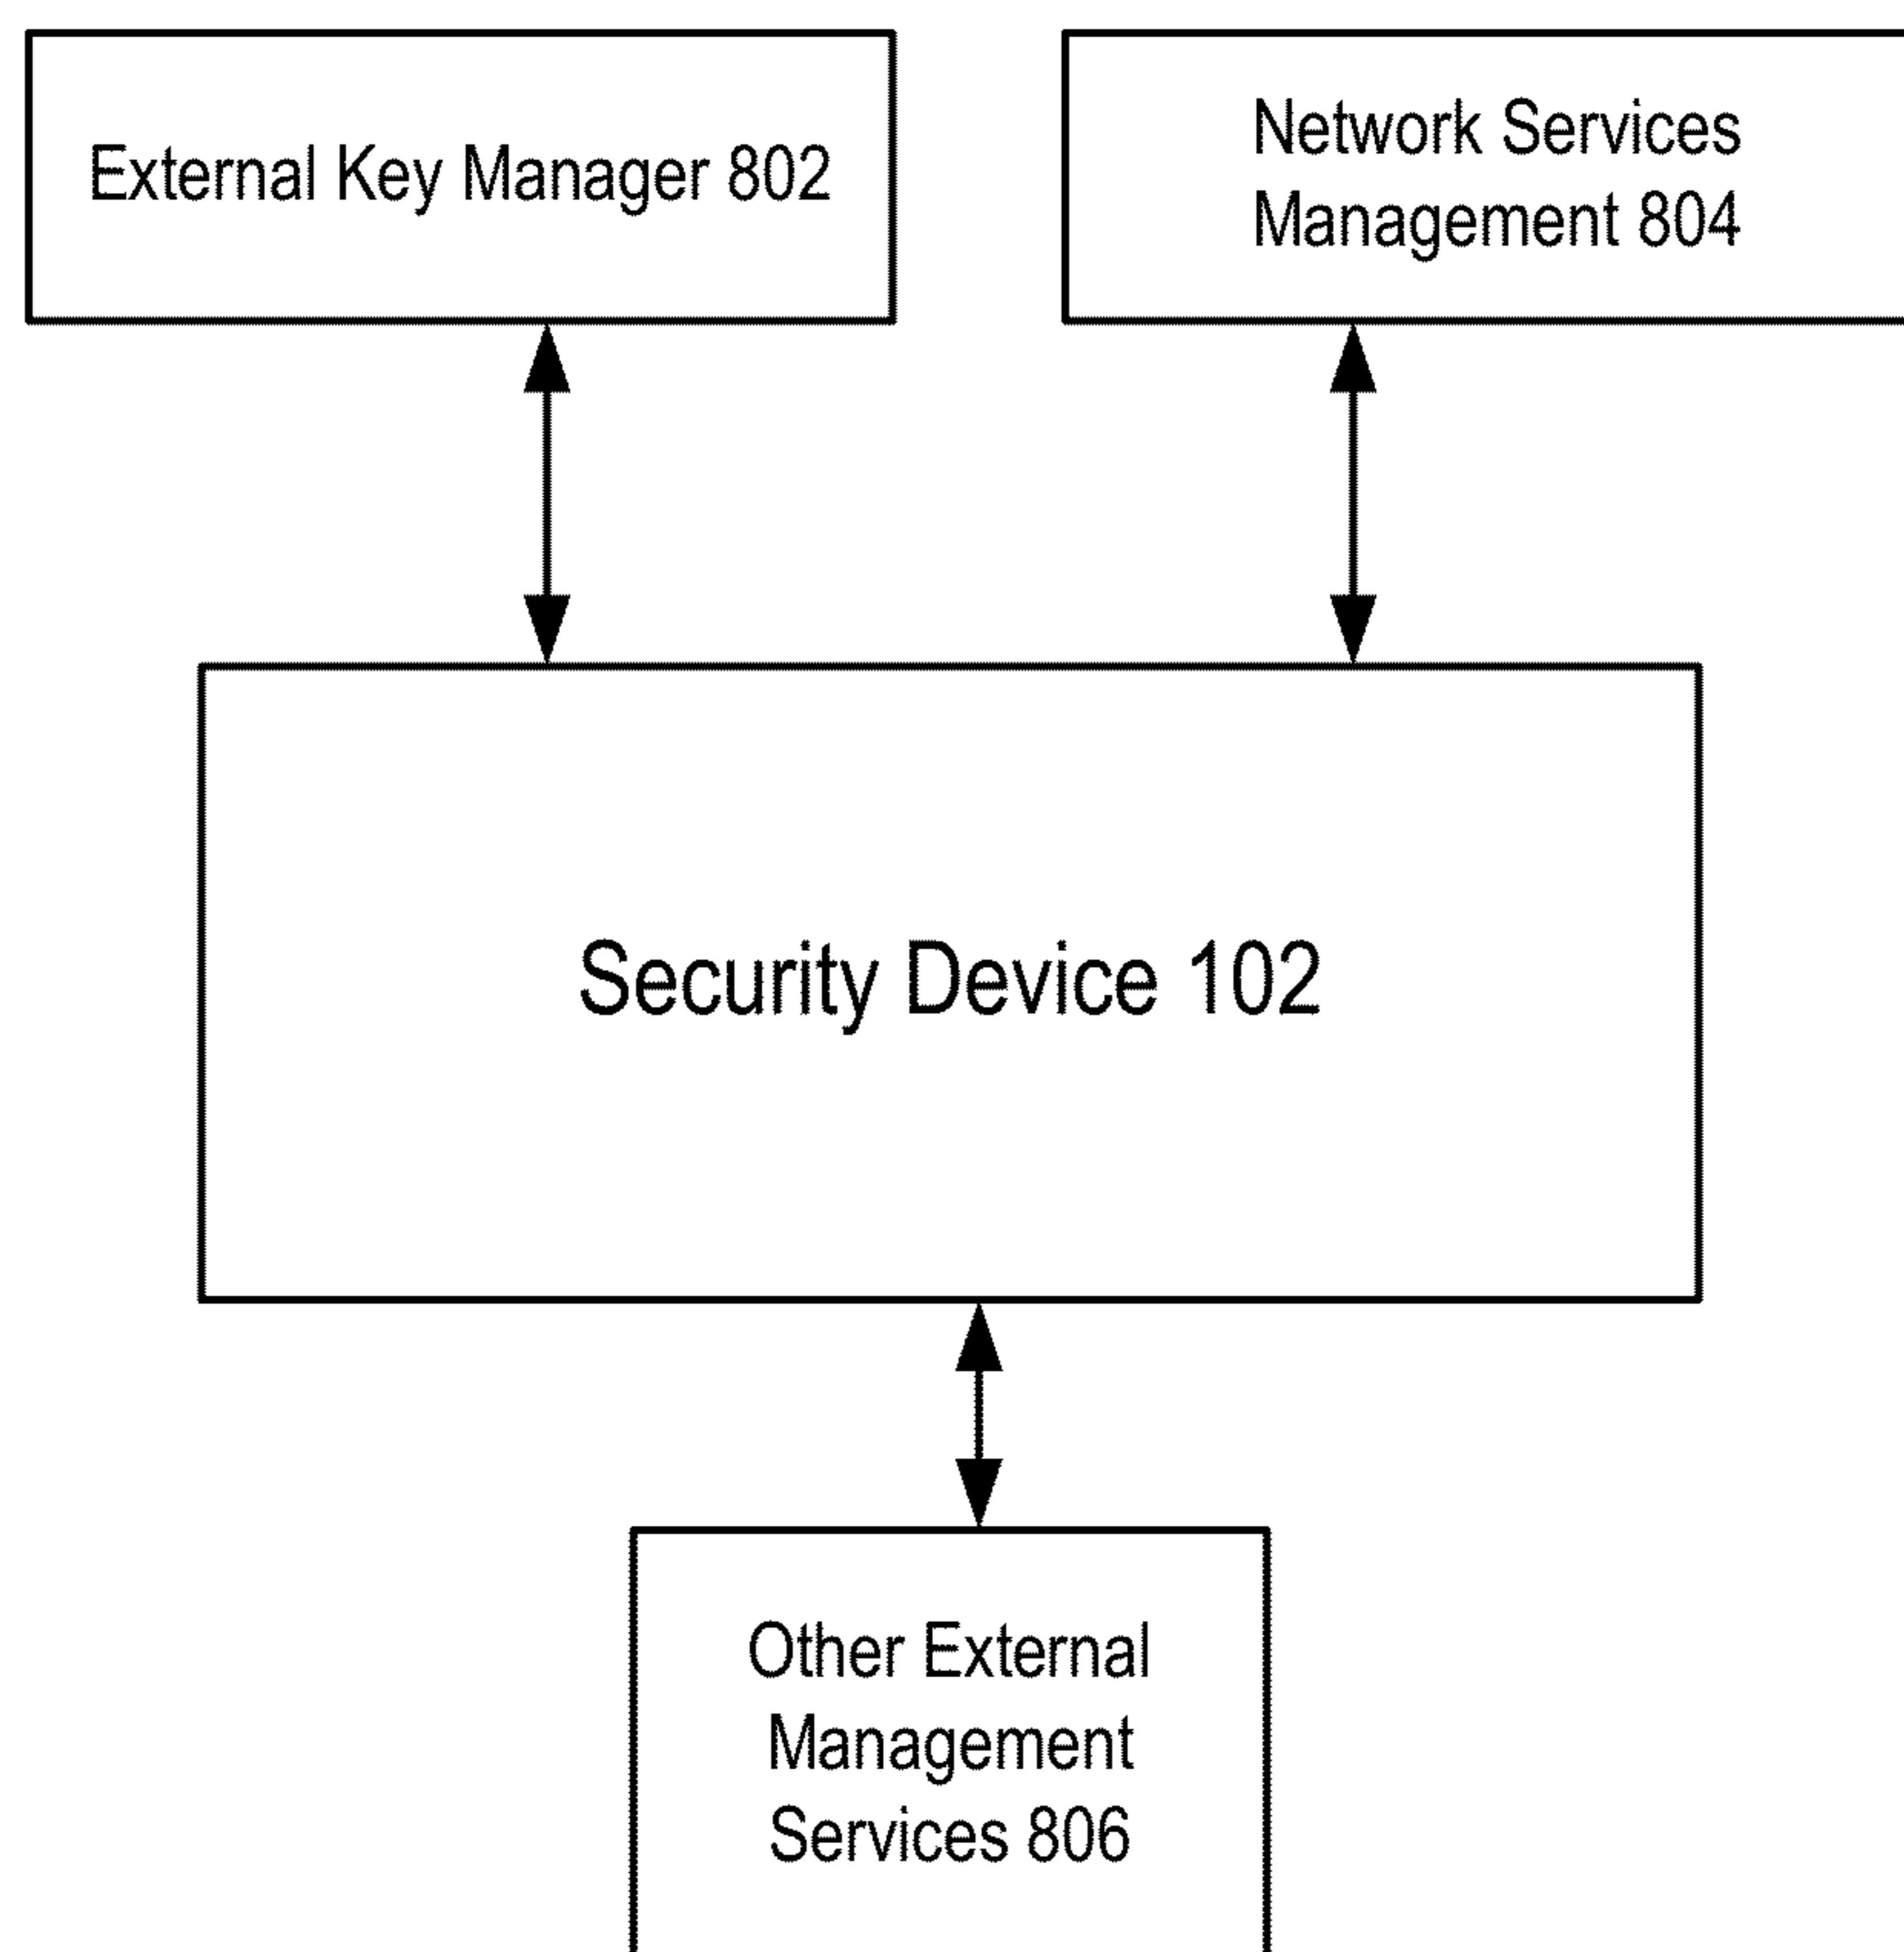 External Key Manager 802
Network Services
Management 804
Security Device 102
Other External
Management
Services 806